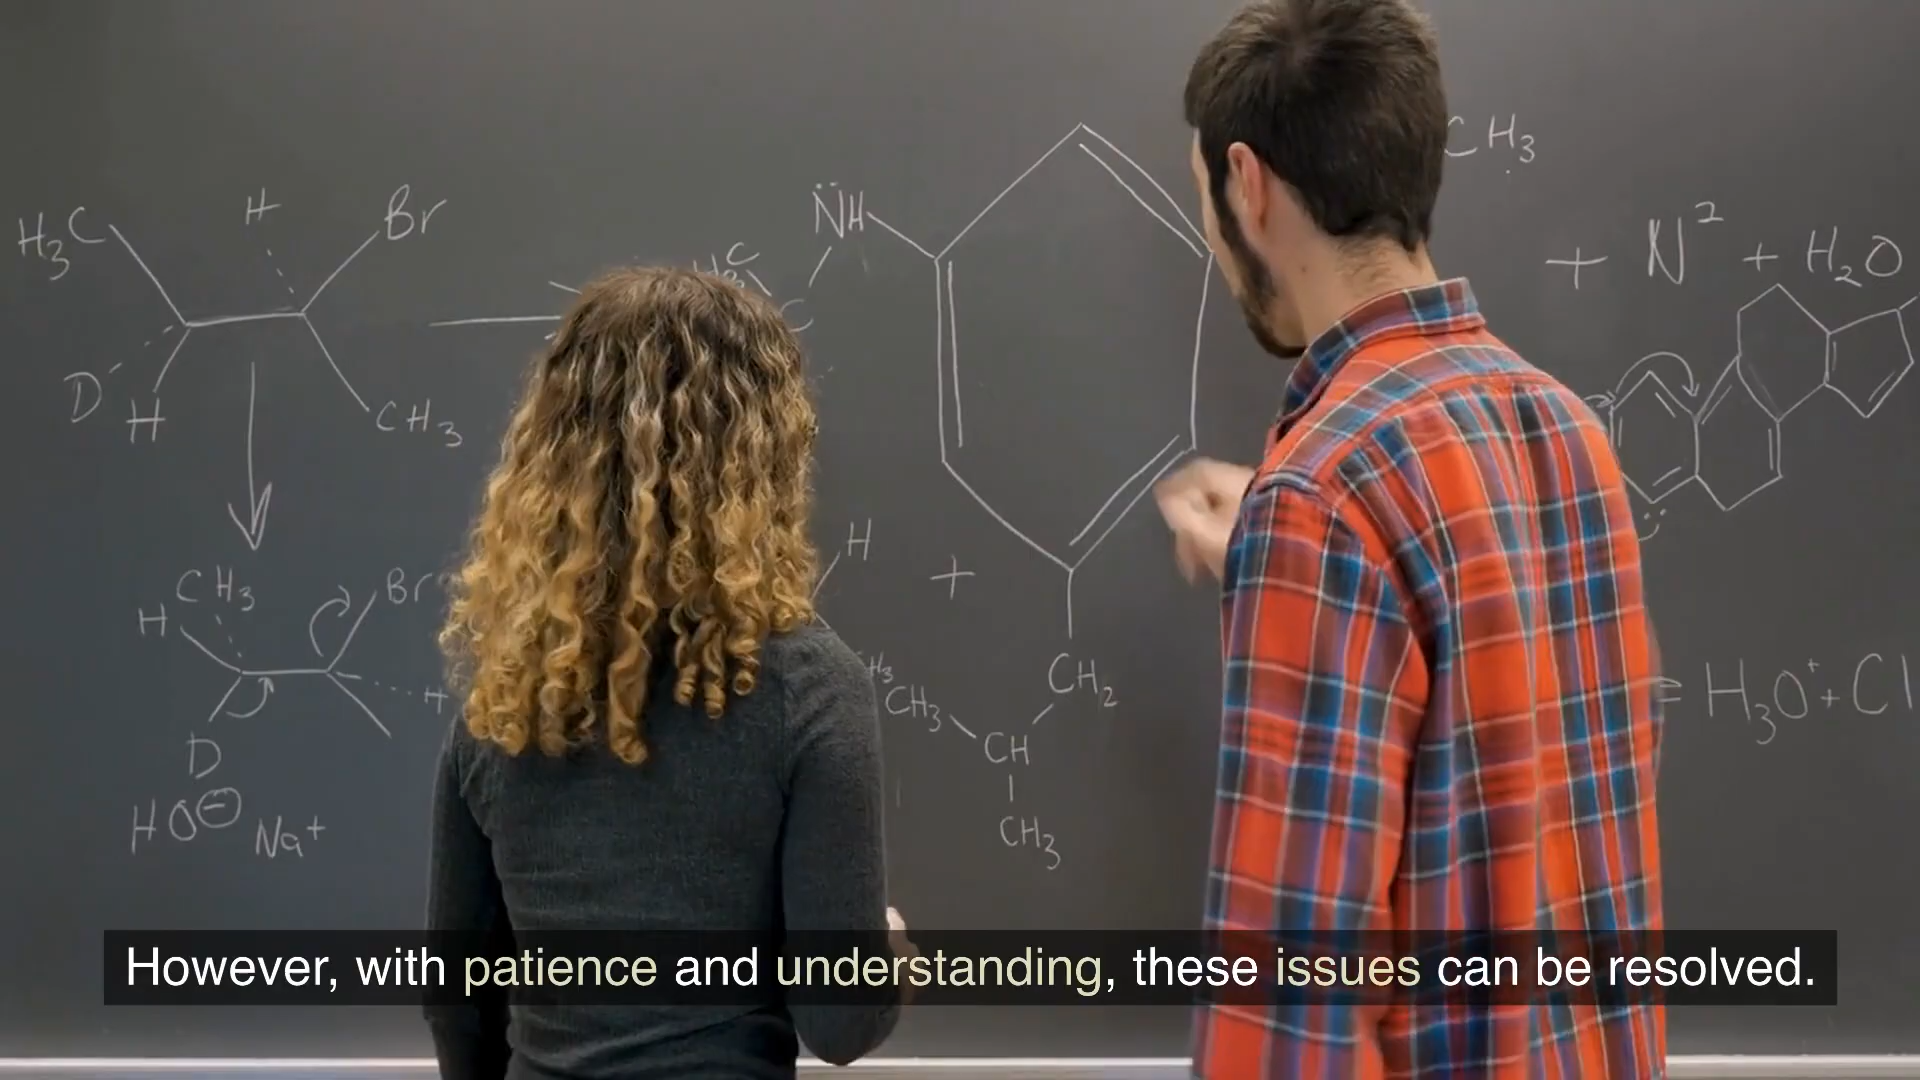 H₃C
H
Br
D
H
CH₃
CH₃
H
Br
H
D
HO⊖ Na⁺
NH
CH₃
+ N² + H₂O
H
+
CH₂
CH₃
CH
CH₃
= H₃O⁺ + Cl
However, with patience and understanding, these issues can be resolved.